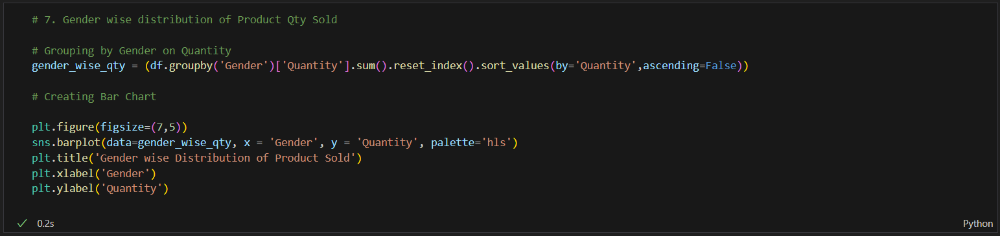 # 7. Gender wise distribution of Product Qty Sold
# Grouping by Gender on Quantity
gender_wise_qty = (df.groupby('Gender')['Quantity'].sum().reset_index().sort_values(by='Quantity',ascending=False))
# Creating Bar Chart
plt.figure(figsize=(7,5))
sns.barplot(data=gender_wise_qty, x = 'Gender', y = 'Quantity', palette='hls')
plt.title('Gender wise Distribution of Product Sold')
plt.xlabel('Gender')
plt.ylabel('Quantity')
0.2s
Python